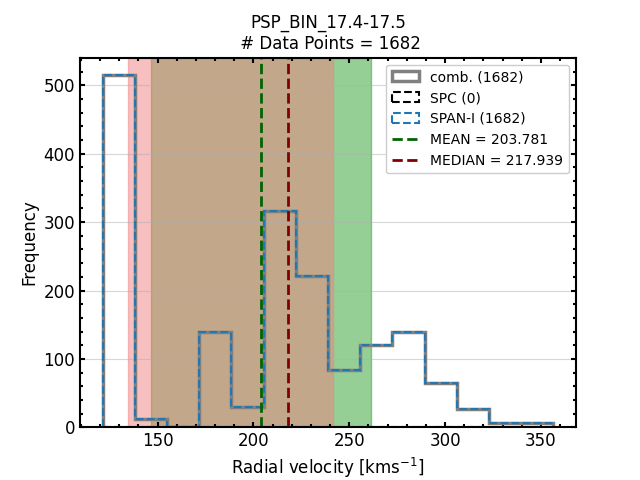 PSP_BIN_17.4-17.5
# Data Points = 1682
comb. (1682)
SPC (0)
SPAN-I (1682)
MEAN = 203.781
MEDIAN = 217.939
500
400
300
200
100
0
Frequency
150 200 250 300 350
Radial velocity [kms⁻¹]